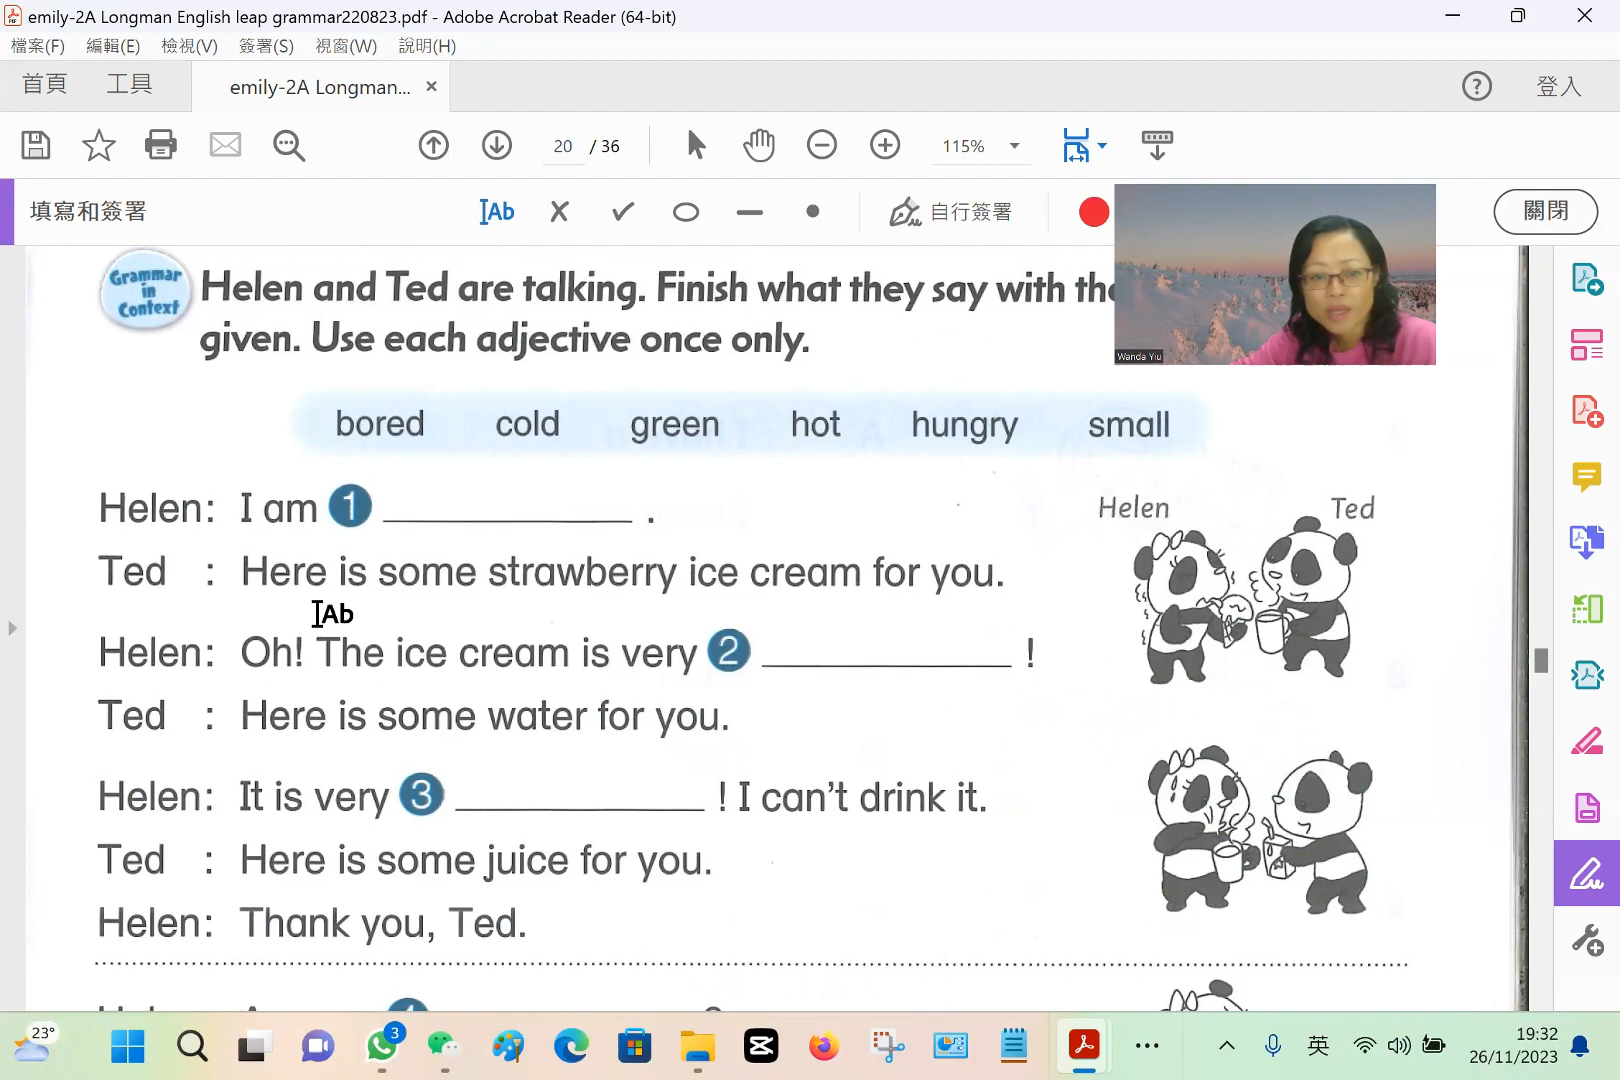 emily-2A Longman English leap grammar220823.pdf - Adobe Acrobat Reader (64-bit)
檔案(F) 編輯(E) 檢視(V) 簽署(S) 視窗(W) 說明(H)
首頁 工具 emily-2A Longman... × ? 登入
20 / 36 115%
填寫和簽署 Ab 自行簽署 關閉
Grammar
in
Context
Helen and Ted are talking. Finish what they say with the
given. Use each adjective once only.
Wanda Yiu
bored cold green hot hungry small
Helen: I am 1 ____________ .
Helen Ted
Ted : Here is some strawberry ice cream for you.
Ab
Helen: Oh! The ice cream is very 2 ____________ !
Ted : Here is some water for you.
Helen: It is very 3 ____________ ! I can't drink it.
Ted : Here is some juice for you.
Helen: Thank you, Ted.
23° 3 英 19:32
26/11/2023